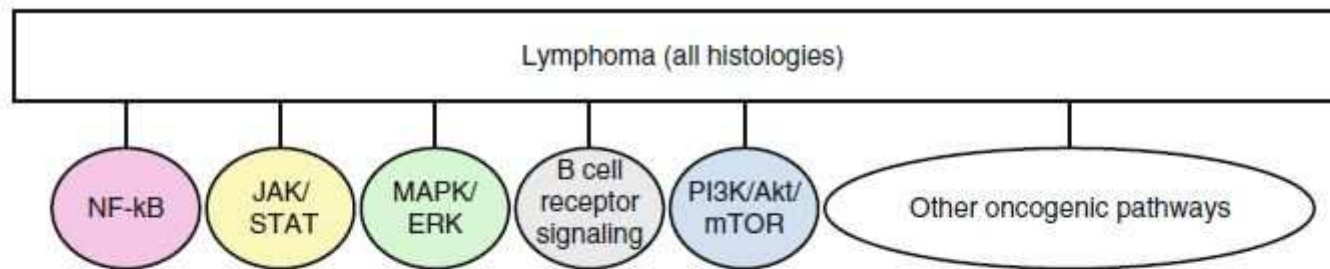 Lymphoma (all histologies)
NF-kB
JAK/
STAT
MAPK/
ERK
B cell
receptor
signaling
PI3K/Akt/
mTOR
Other oncogenic pathways